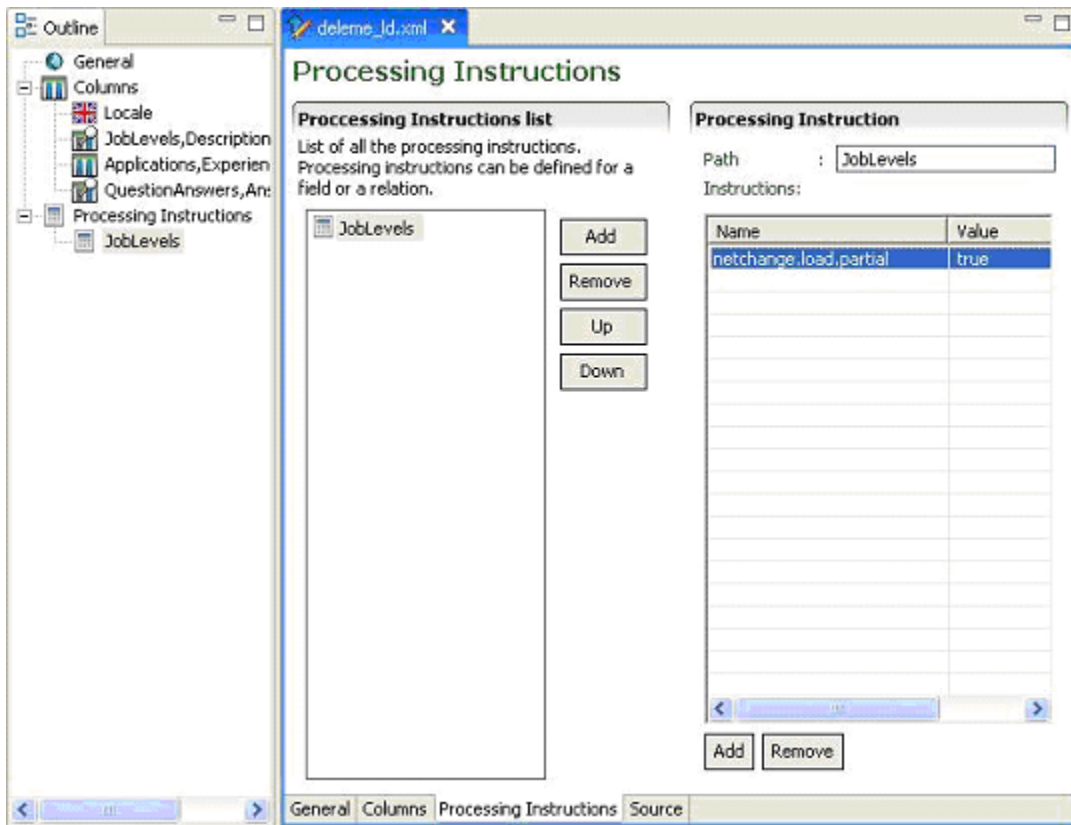 Outline
General
Columns
Locale
JobLevels,Description
Applications,Experien
QuestionAnswers,An
Processing Instructions
JobLevels
deleme_ld.xml
Processing Instructions
Proccessing Instructions list
List of all the processing instructions.
Processing instructions can be defined for a
field or a relation.
JobLevels
Add
Remove
Up
Down
Processing Instruction
Path : JobLevels
Instructions:
Name Value
netchange.load.partial true
Add Remove
General Columns Processing Instructions Source